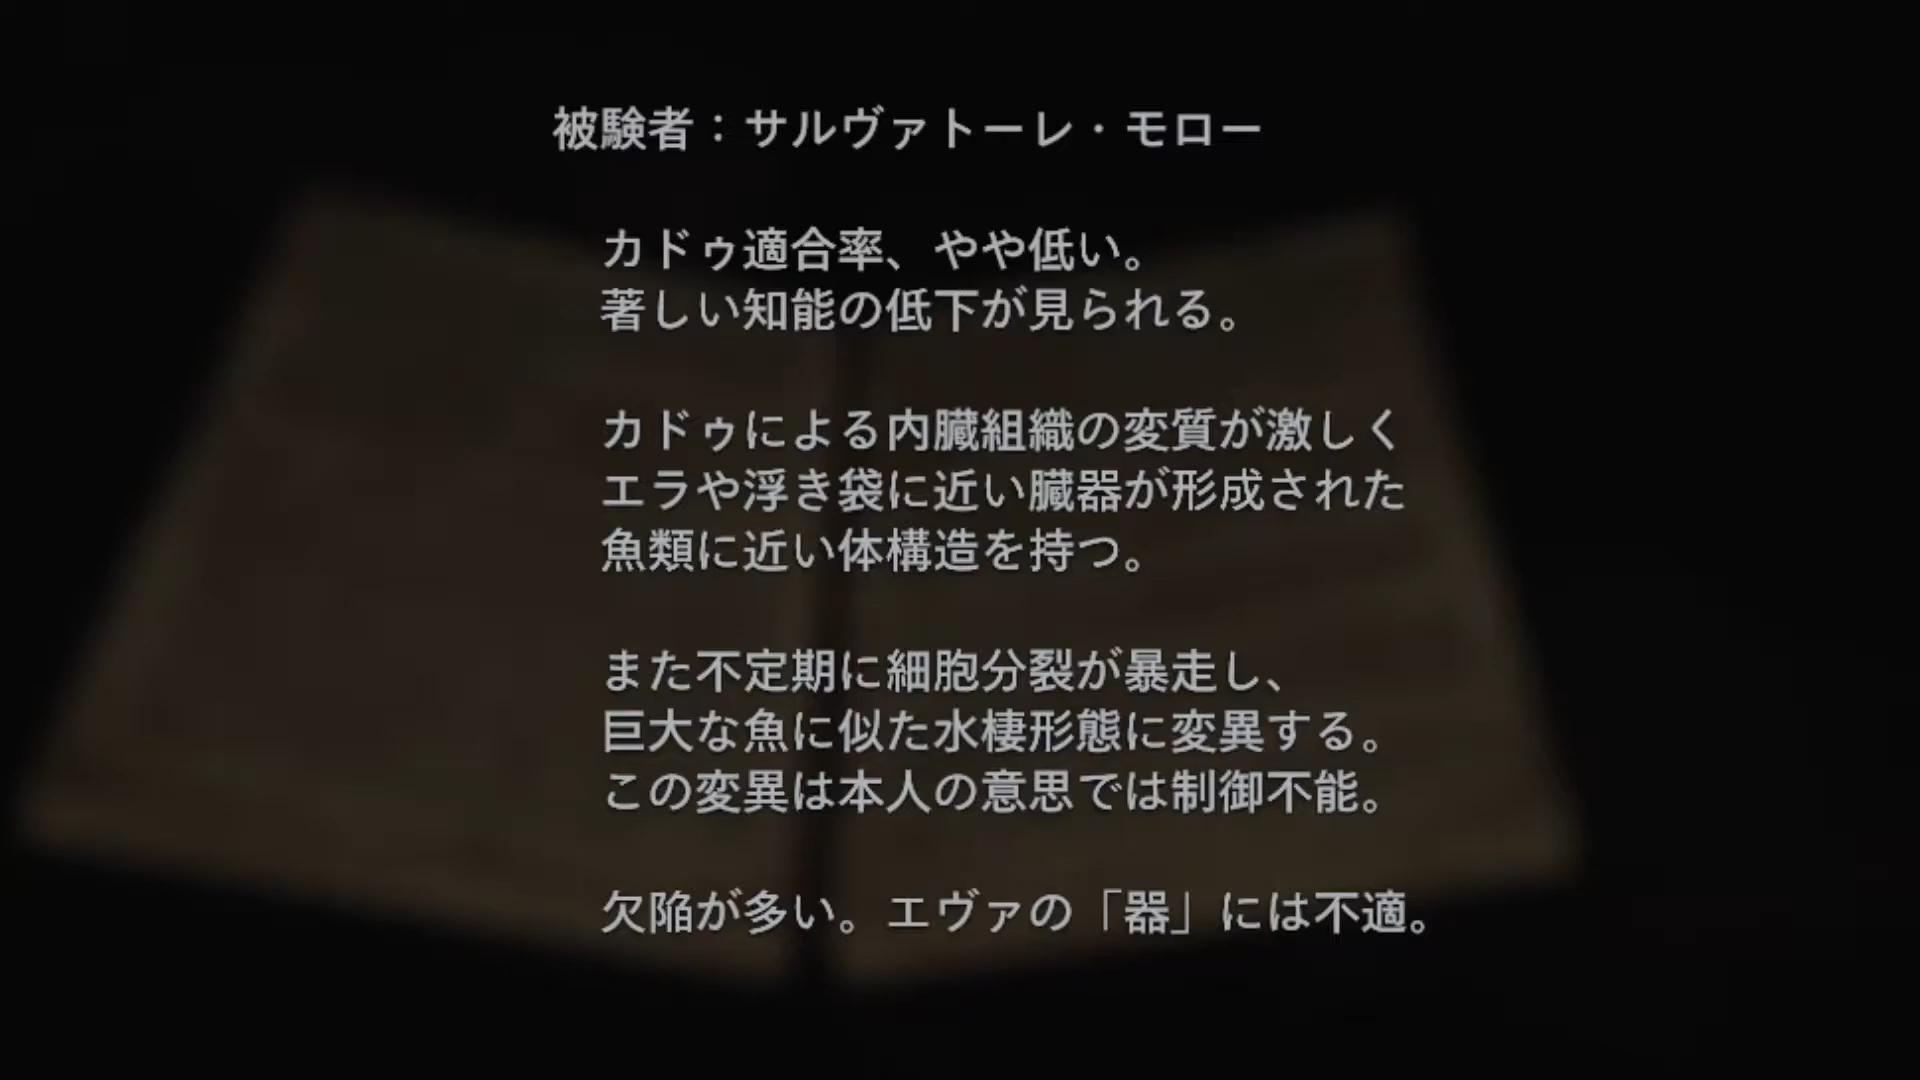 被験者：サルヴァトーレ・モロー
カドゥ適合率、やや低い。
著しい知能の低下が見られる。
カドゥによる内臓組織の変質が激しく
エラや浮き袋に近い臓器が形成された
魚類に近い体構造を持つ。
また不定期に細胞分裂が暴走し、
巨大な魚に似た水棲形態に変異する。
この変異は本人の意思では制御不能。
欠陥が多い。エヴァの「器」には不適。